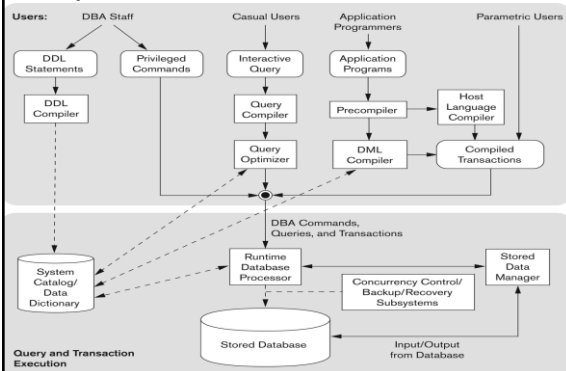 Users: DBA Staff Casual Users Application Programmers Parametric Users
DDL Statements
Privileged Commands
Interactive Query
Application Programs
DDL Compiler
Query Compiler
Precompiler
Host Language Compiler
Query Optimizer
DML Compiler
Compiled Transactions
DBA Commands,
Queries, and Transactions
System Catalog/ Data Dictionary
Runtime Database Processor
Stored Data Manager
Concurrency Control/
Backup/Recovery
Subsystems
Stored Database
Input/Output
from Database
Query and Transaction
Execution